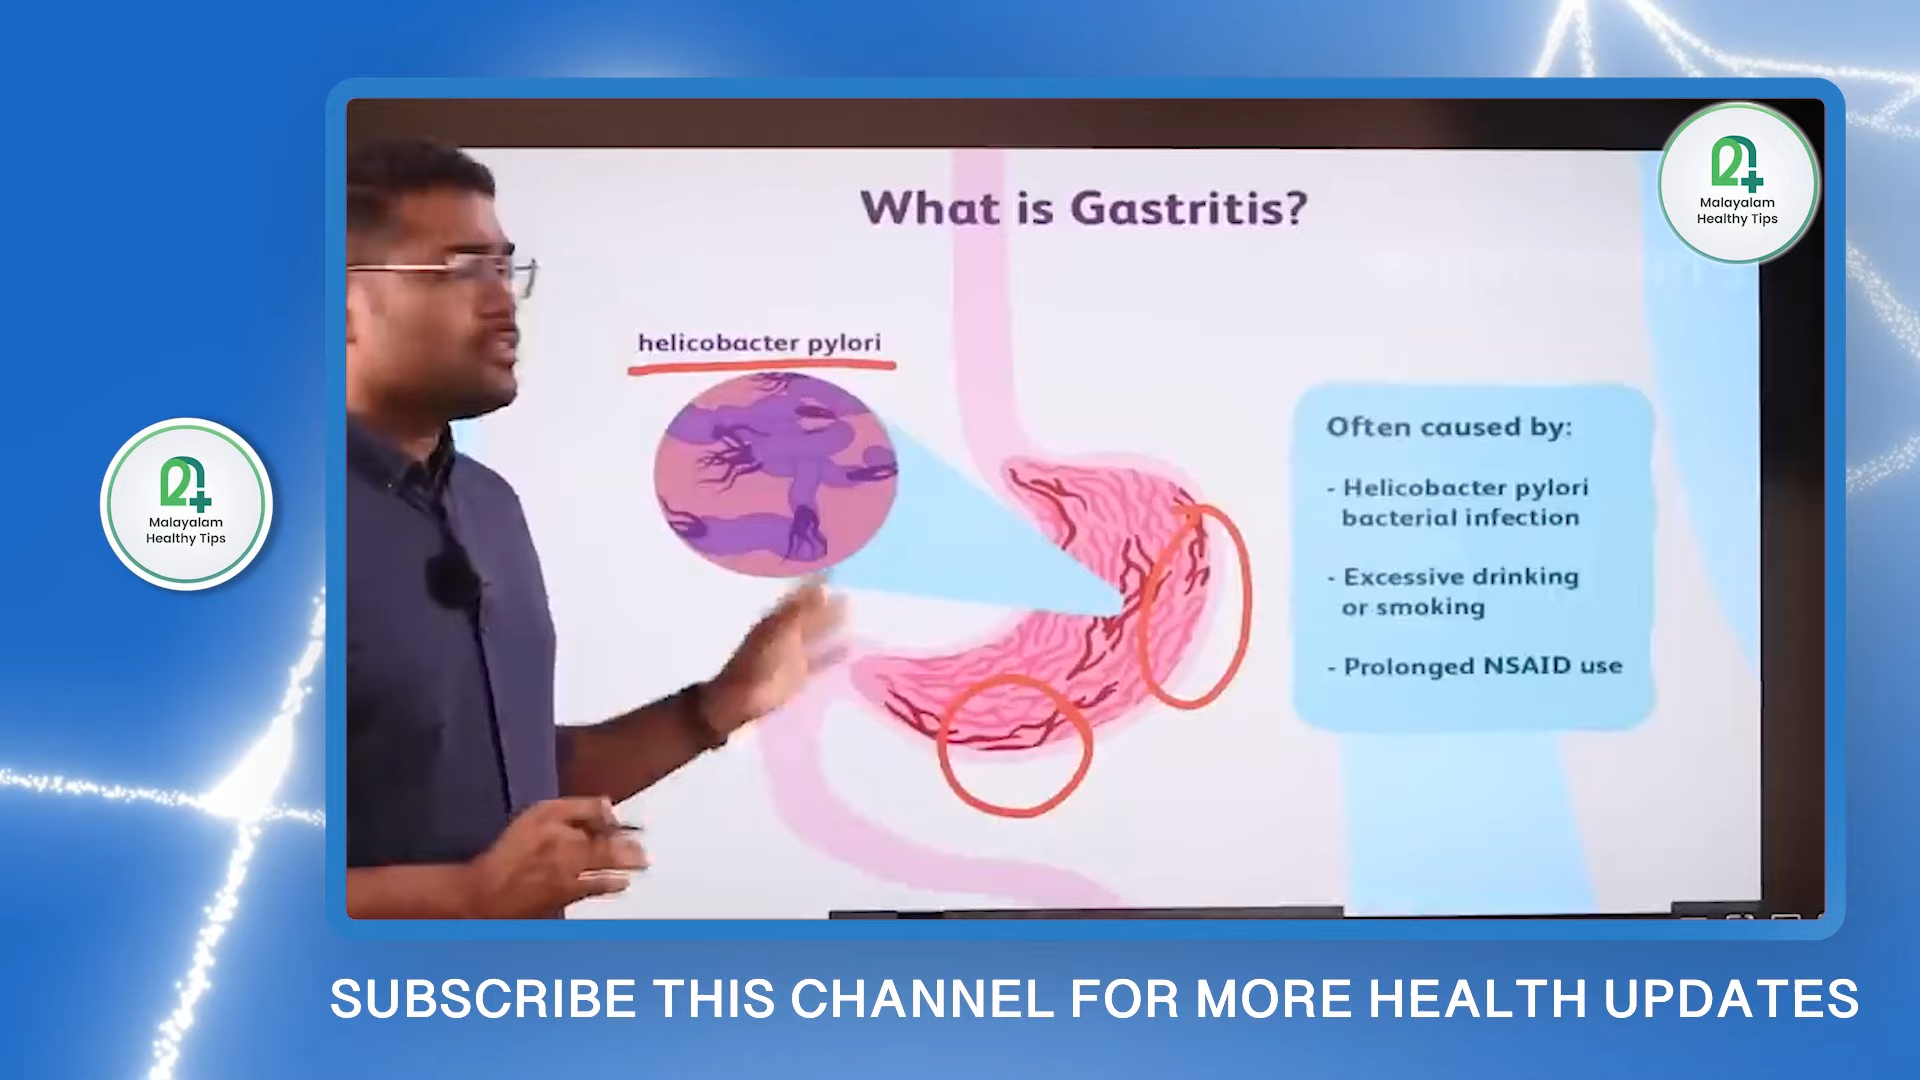 Malayalam
Healthy Tips
What is Gastritis?
helicobacter pylori
Often caused by:
- Helicobacter pylori
bacterial infection
- Excessive drinking
or smoking
- Prolonged NSAID use
Malayalam
Healthy Tips
SUBSCRIBE THIS CHANNEL FOR MORE HEALTH UPDATES